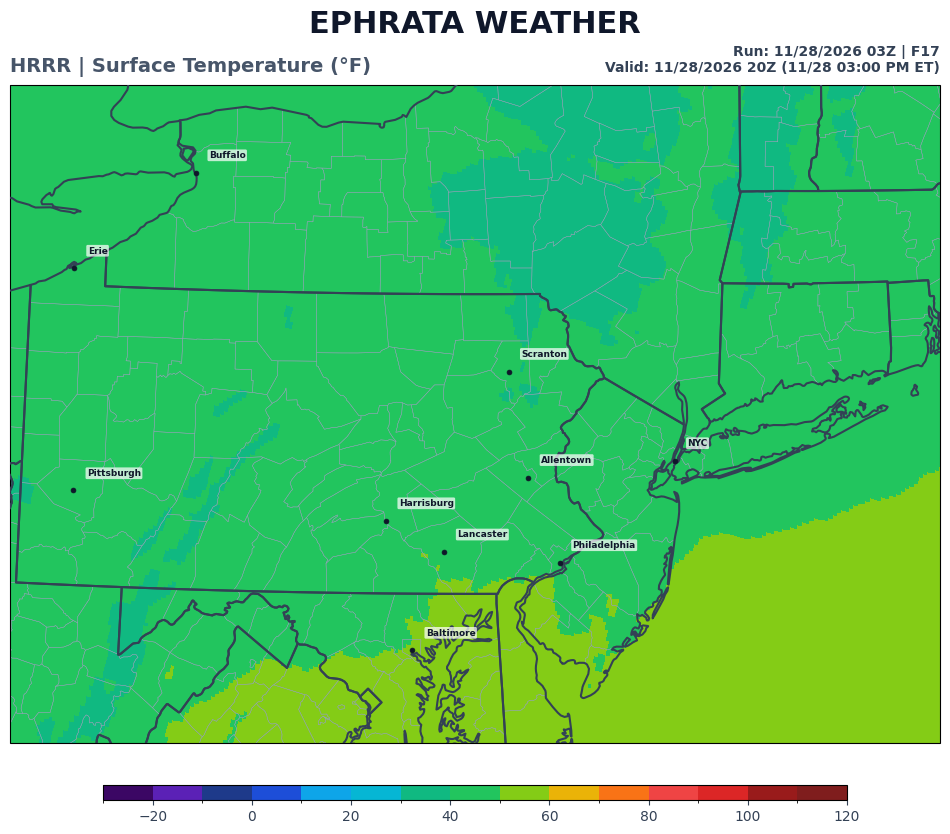 EPHRATA WEATHER
HRRR | Surface Temperature (°F)
Run: 11/28/2026 03Z | F17
Valid: 11/28/2026 20Z (11/28 03:00 PM ET)
Buffalo
Erie
Scranton
NYC
Allentown
Pittsburgh
Harrisburg
Lancaster
Philadelphia
Baltimore
−20 0 20 40 60 80 100 120